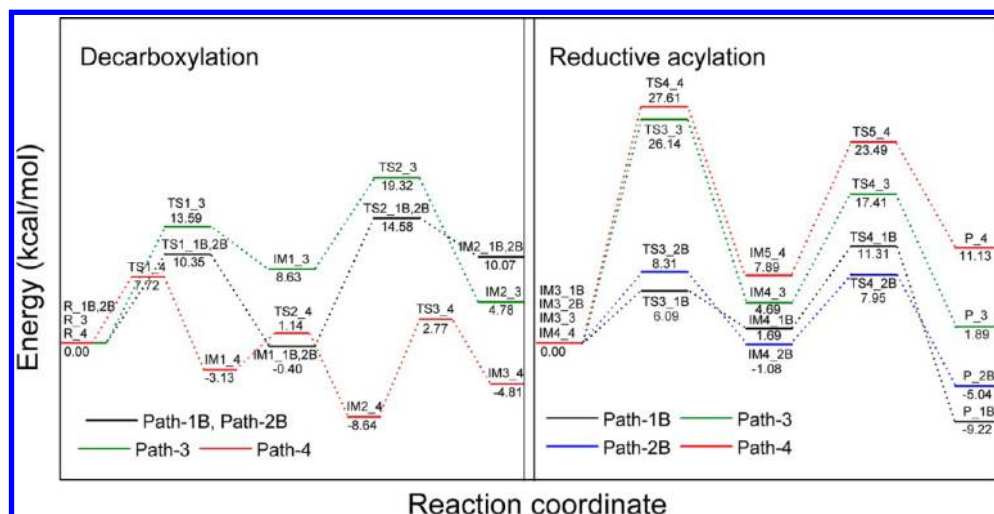 Decarboxylation
Reductive acylation
Energy (kcal/mol)
TS1_3
13.59
TS1_1B,2B
10.35
TS1_4
7.72
R_1B,2B
R_3
R_4
0.00
IM1_3
8.63
TS2_4
1.14
IM1_1B,2B
-0.40
IM1_4
-3.13
IM2_4
-8.64
TS2_3
19.32
TS2_1B,2B
14.58
IM2_1B,2B
10.07
IM2_3
4.78
TS3_4
2.77
IM3_4
-4.81
Path-1B, Path-2B
Path-3
Path-4
TS4_4
27.61
TS3_3
26.14
TS3_2B
8.31
TS3_1B
6.09
IM3_1B
IM3_2B
IM3_3
IM4_4
0.00
IM5_4
7.89
IM4_3
4.69
IM4_1B
1.69
IM4_2B
-1.08
TS5_4
23.49
TS4_3
17.41
TS4_1B
11.31
TS4_2B
7.95
P_4
11.13
P_3
1.89
P_2B
-5.04
P_1B
-9.22
Path-1B
Path-3
Path-2B
Path-4
Reaction coordinate